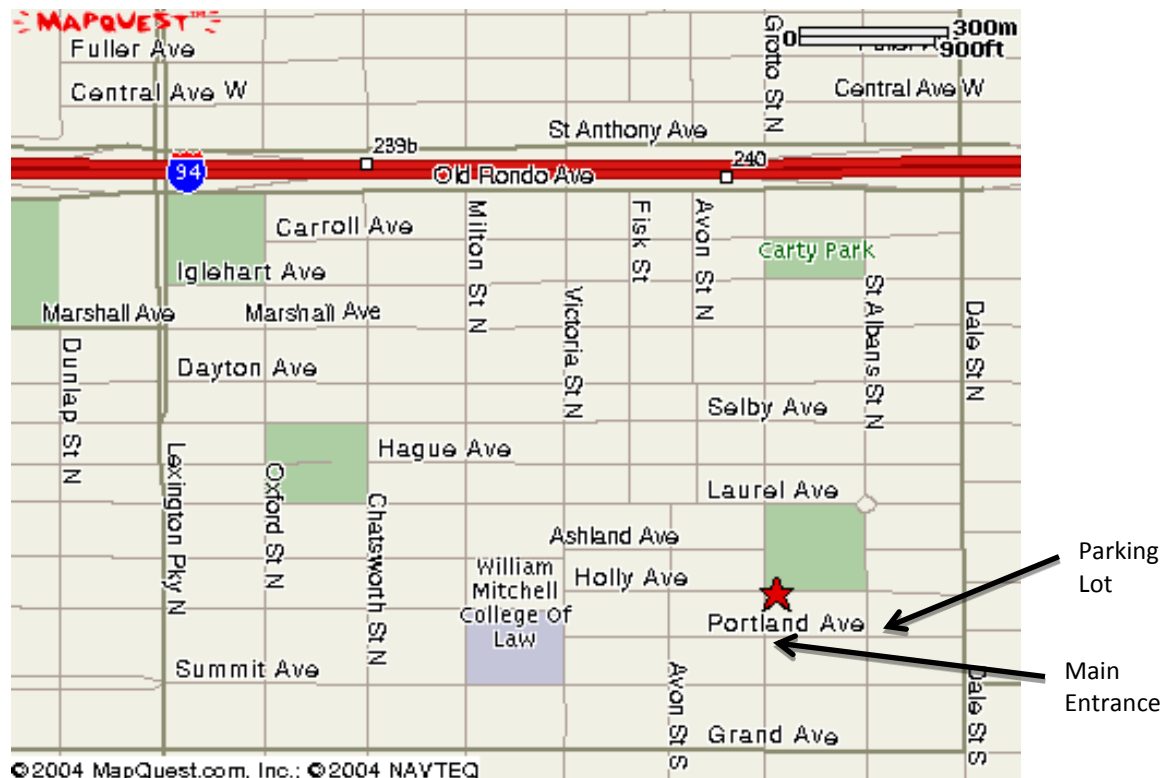 MAPQUEST™
Fuller Ave
Grotto St N
0
300m
900ft
Central Ave W
Central Ave W
St Anthony Ave
239b
94
Old Rondo Ave
240
Carroll Ave
Milton St N
Fisk St
Avon St N
Carty Park
Iglehart Ave
St Albans St N
Marshall Ave
Marshall Ave
Victoria St N
Dale St N
Dunlap St N
Dayton Ave
Selby Ave
Lexington Pky N
Hague Ave
Oxford St N
Laurel Ave
Chatsworth St N
Ashland Ave
William
Mitchell
College Of
Law
Holly Ave
Parking
Lot
Portland Ave
Summit Ave
Avon St S
Main
Entrance
Dale St S
Grand Ave
©2004 MapQuest.com, Inc.; ©2004 NAVTEQ